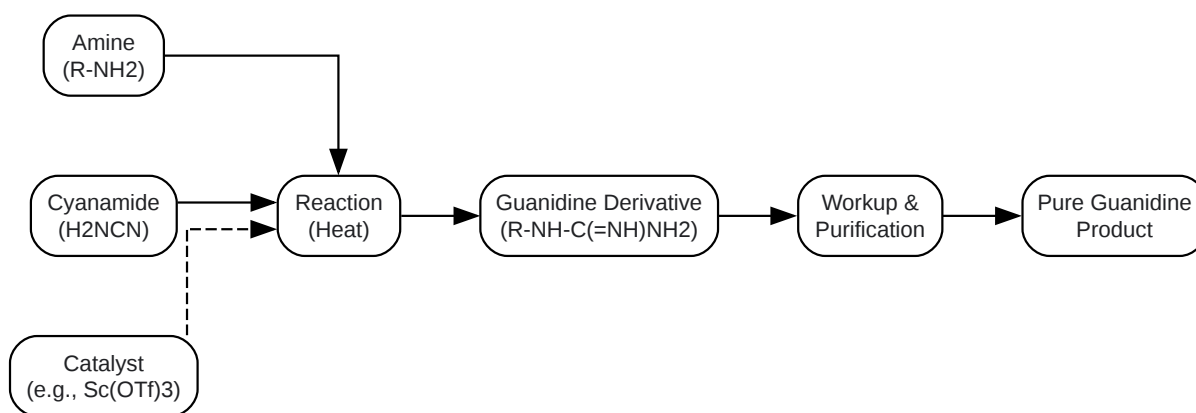 Amine
(R-NH2)
Cyanamide
(H2NCN)
Reaction
(Heat)
Guanidine Derivative
(R-NH-C(=NH)NH2)
Workup &
Purification
Pure Guanidine
Product
Catalyst
(e.g., Sc(OTf)3)